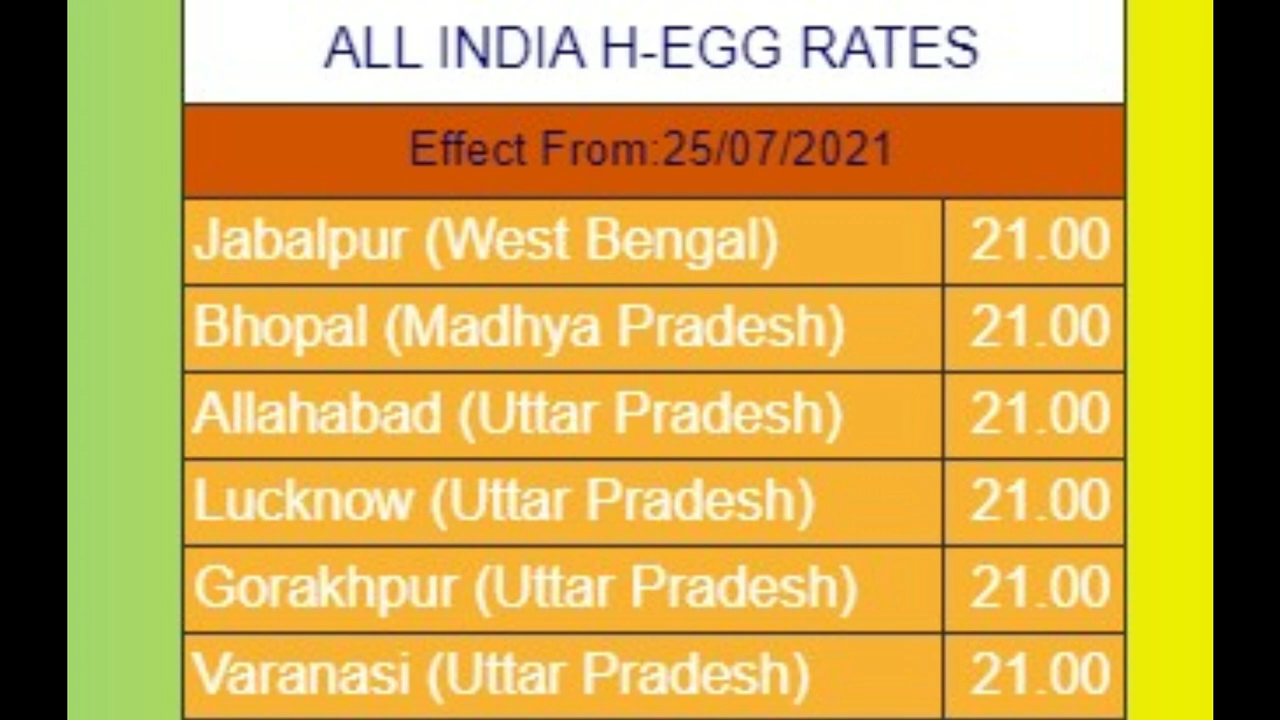 ALL INDIA H-EGG RATES
Effect From:25/07/2021
Jabalpur (West Bengal) 21.00
Bhopal (Madhya Pradesh) 21.00
Allahabad (Uttar Pradesh) 21.00
Lucknow (Uttar Pradesh) 21.00
Gorakhpur (Uttar Pradesh) 21.00
Varanasi (Uttar Pradesh) 21.00